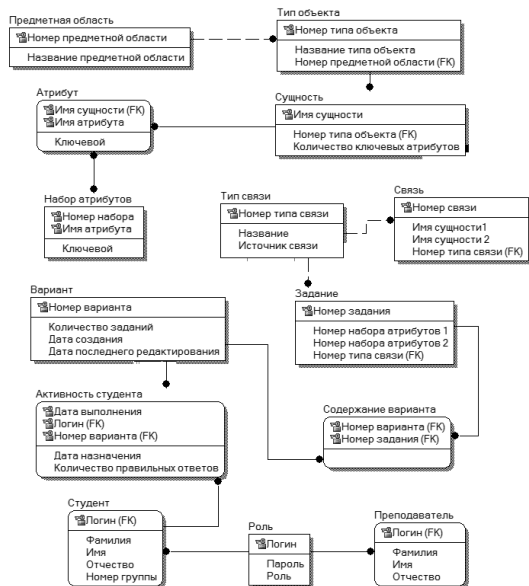 Предметная область
Номер предметной области
Название предметной области
Тип объекта
Номер типа объекта
Название типа объекта
Номер предметной области (FK)
Атрибут
Имя сущности (FK)
Имя атрибута
Ключевой
Сущность
Имя сущности
Номер типа объекта (FK)
Количество ключевых атрибутов
Набор атрибутов
Номер набора
Имя атрибута
Ключевой
Тип связи
Номер типа связи
Название
Источник связи
Связь
Номер связи
Имя сущности1
Имя сущности 2
Номер типа связи (FK)
Вариант
Номер варианта
Количество заданий
Дата создания
Дата последнего редактирования
Задание
Номер задания
Номер набора атрибутов 1
Номер набора атрибутов 2
Номер типа связи (FK)
Активность студента
Дата выполнения
Логин (FK)
Номер варианта (FK)
Дата назначения
Количество правильных ответов
Содержание варианта
Номер варианта (FK)
Номер задания (FK)
Студент
Логин (FK)
Фамилия
Имя
Отчество
Номер группы
Роль
Логин
Пароль
Роль
Преподаватель
Логин (FK)
Фамилия
Имя
Отчество